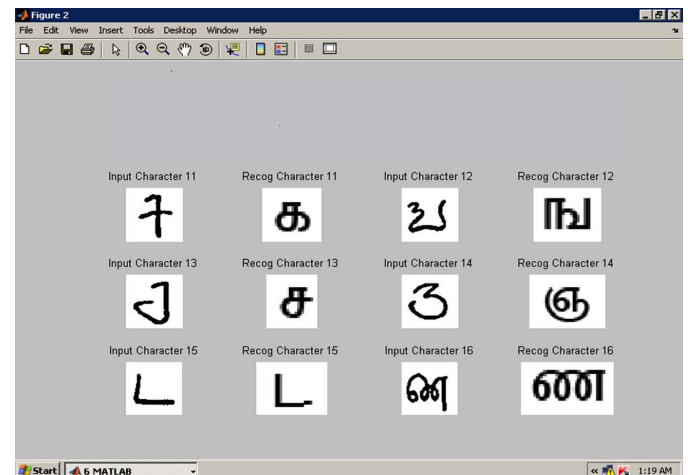 Figure 2
File Edit View Insert Tools Desktop Window Help
Input Character 11 Recog Character 11 Input Character 12 Recog Character 12
க ங
Input Character 13 Recog Character 13 Input Character 14 Recog Character 14
ச ஞ
Input Character 15 Recog Character 15 Input Character 16 Recog Character 16
ட ட ண
Start 6 MATLAB 1:19 AM